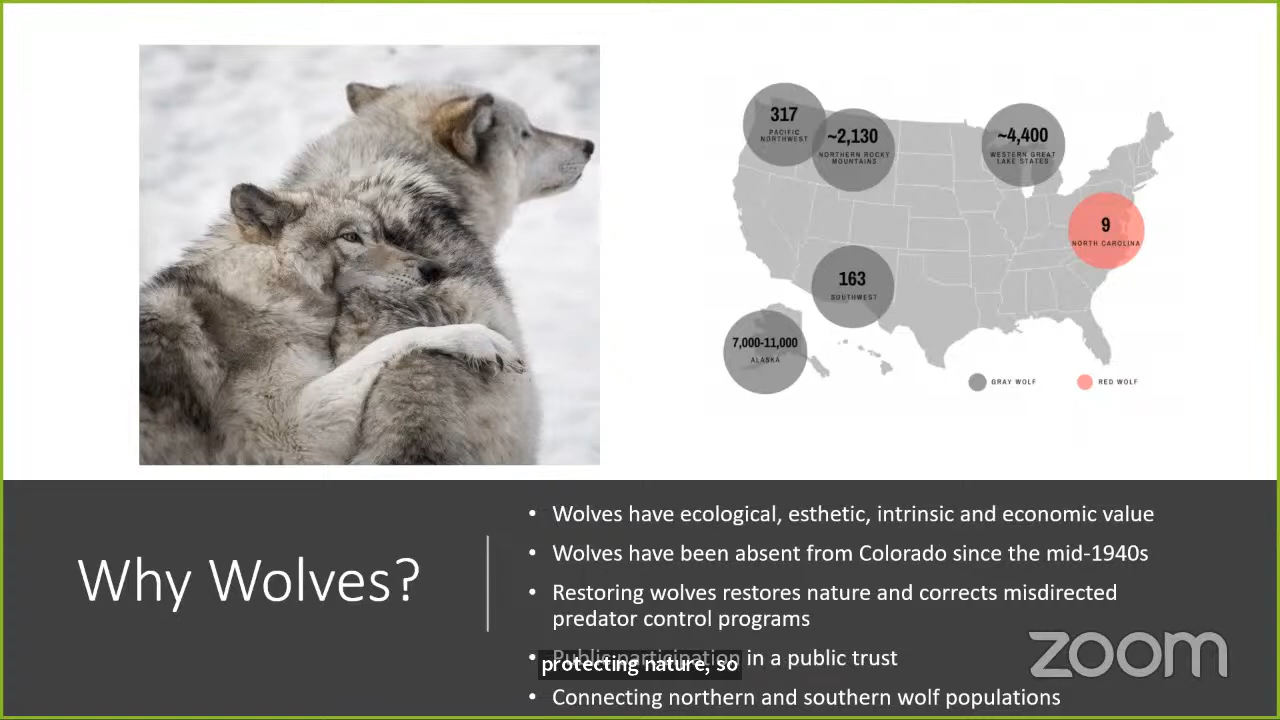 317
PACIFIC
NORTHWEST
~2,130
NORTHERN ROCKY
MOUNTAINS
~4,400
WESTERN GREAT
LAKE STATES
9
NORTH CAROLINA
163
SOUTHWEST
7,000-11,000
ALASKA
GRAY WOLF
RED WOLF
Why Wolves?
• Wolves have ecological, esthetic, intrinsic and economic value
• Wolves have been absent from Colorado since the mid-1940s
• Restoring wolves restores nature and corrects misdirected
predator control programs
• Public participation in a public trust
protecting nature, so
• Connecting northern and southern wolf populations
zoom